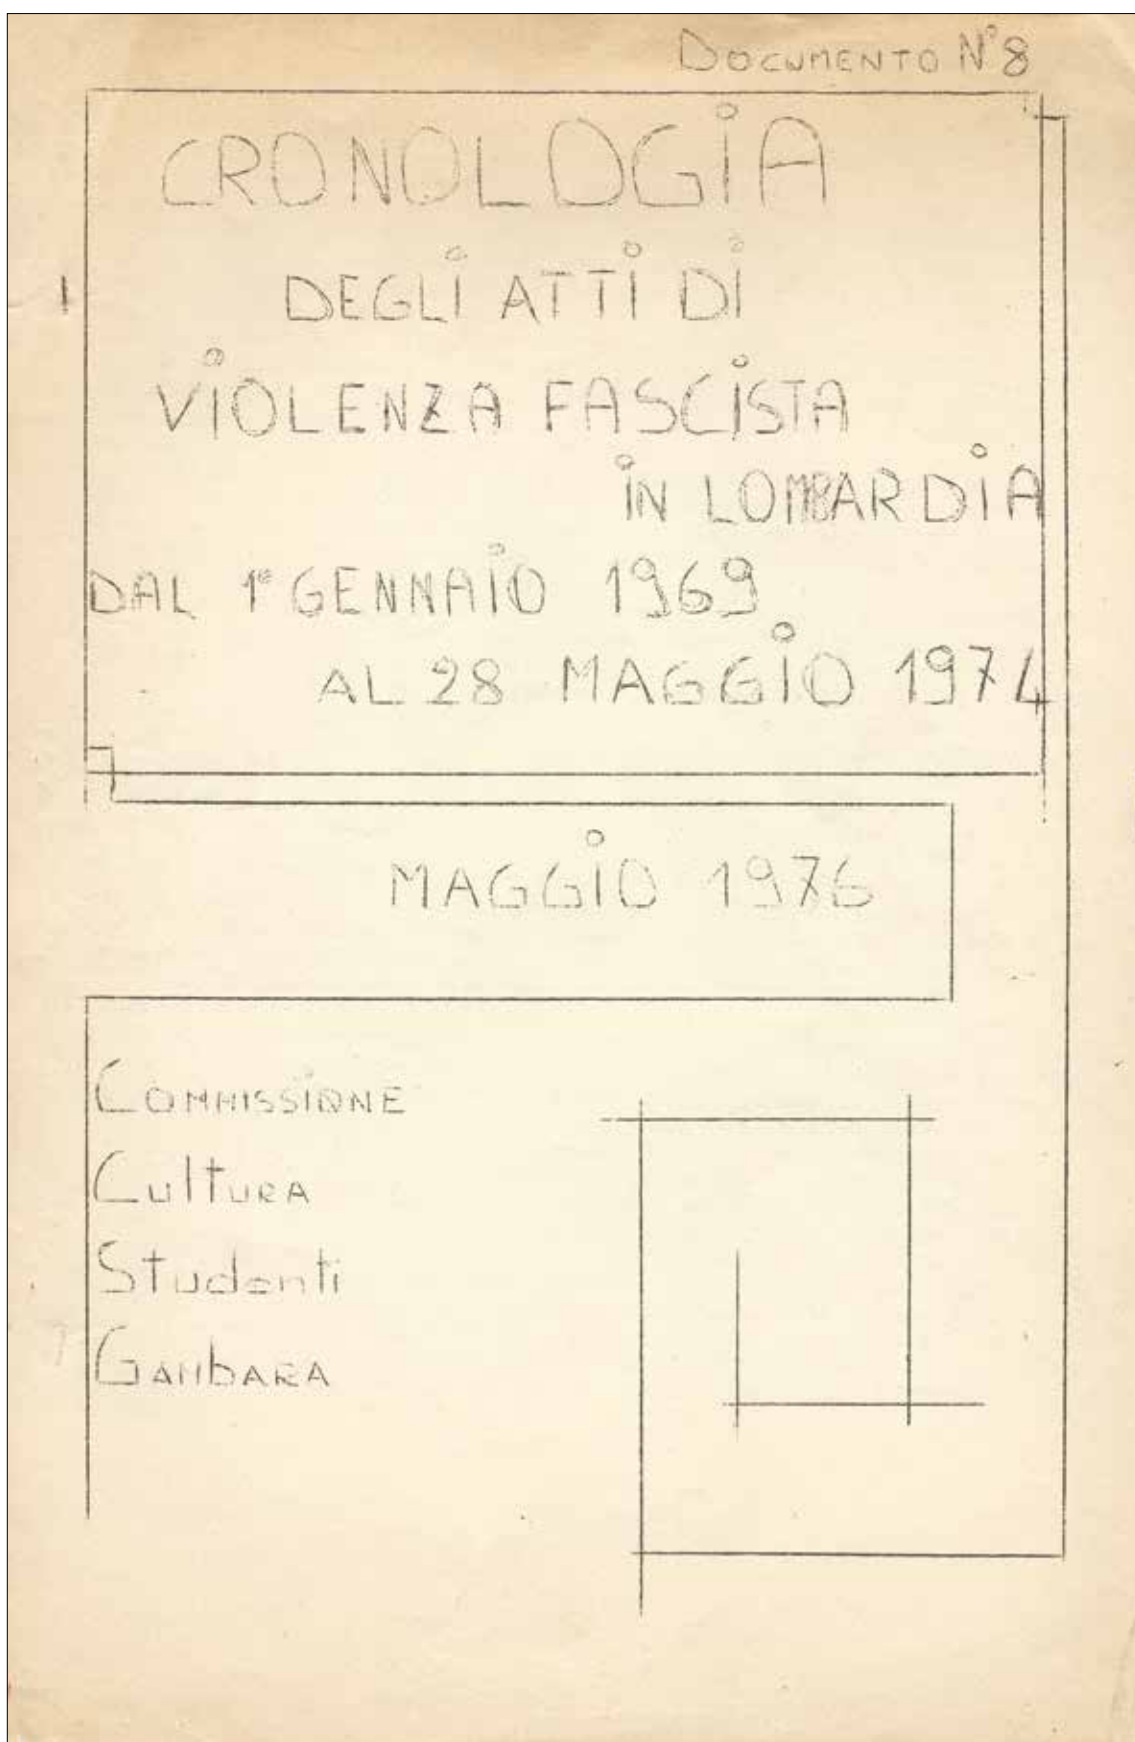 DOCUMENTO N°8
CRONOLOGiA
DEGLi ATTi Di
ViOLENZA FASCiSTA
iN LOMBARDiA
DAL 1° GENNAiO 1969
AL 28 MAGGiO 1974
MAGGiO 1976
COMMISSiONE
CulTURA
Studenti
GAMbARA